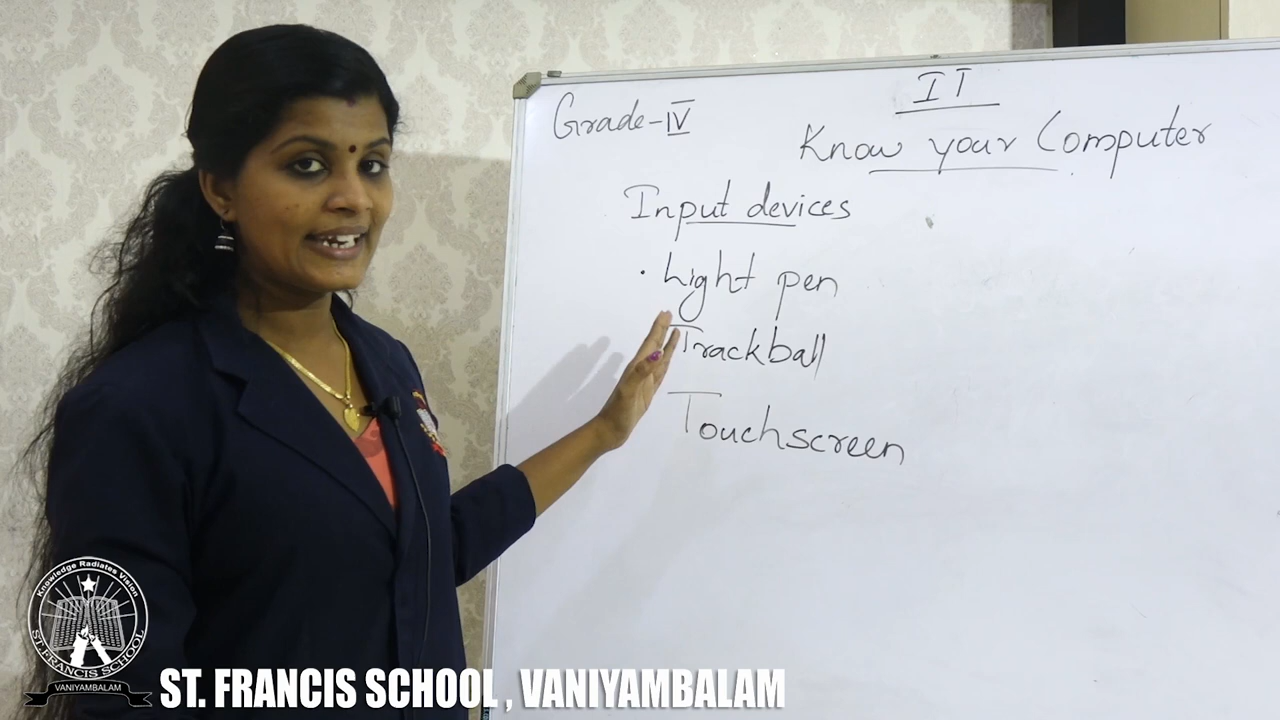 IT
Grade-IV
Know your Computer
Input devices
· Light pen
Trackball
Touchscreen
Knowledge Radiates Vision
ST. FRANCIS SCHOOL
VANIYAMBALAM
ST. FRANCIS SCHOOL, VANIYAMBALAM